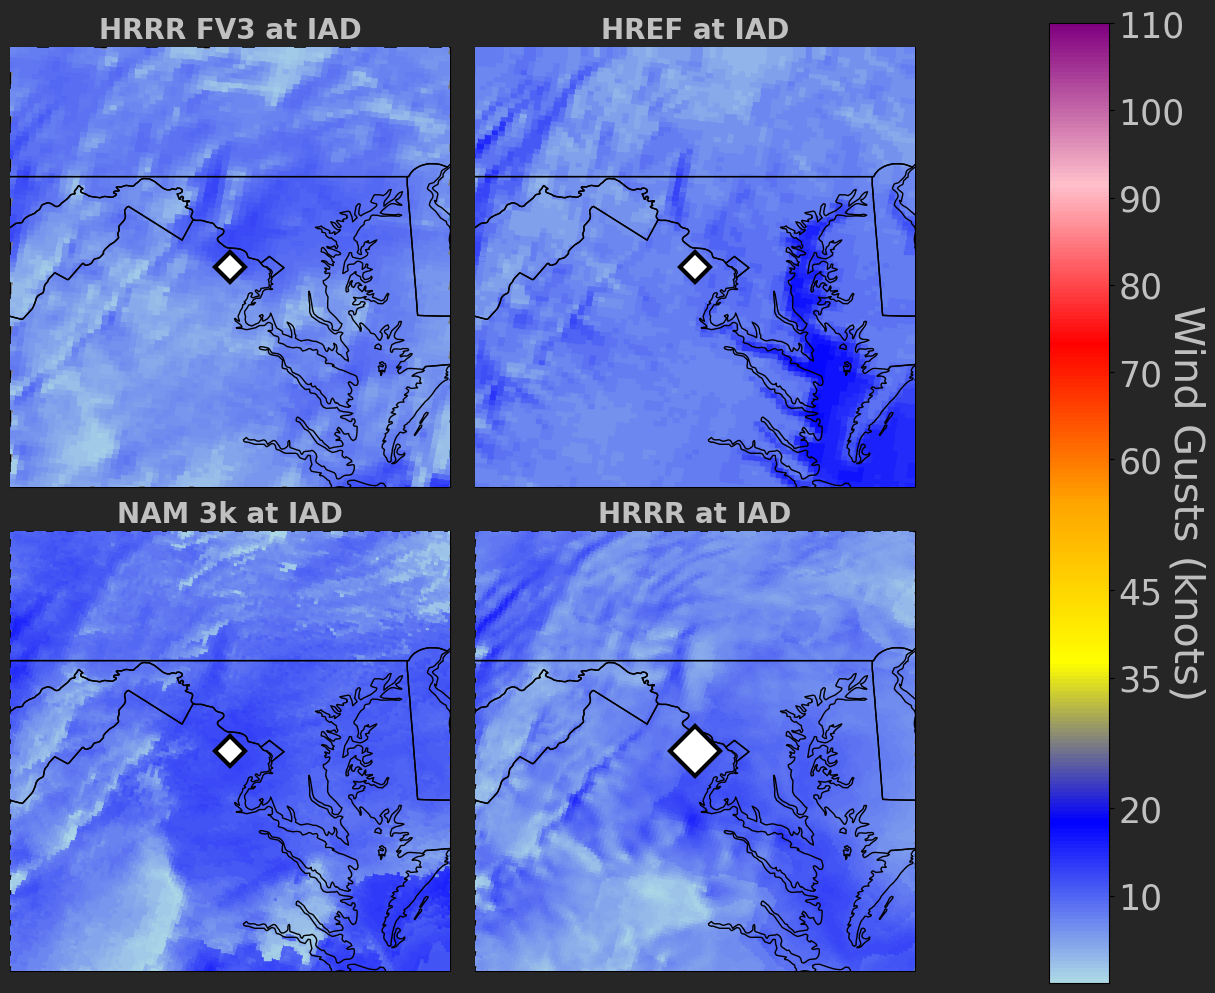 HRRR FV3 at IAD
HREF at IAD
NAM 3k at IAD
HRRR at IAD
110
100
90
80
70
60
45
35
20
10
Wind Gusts (knots)